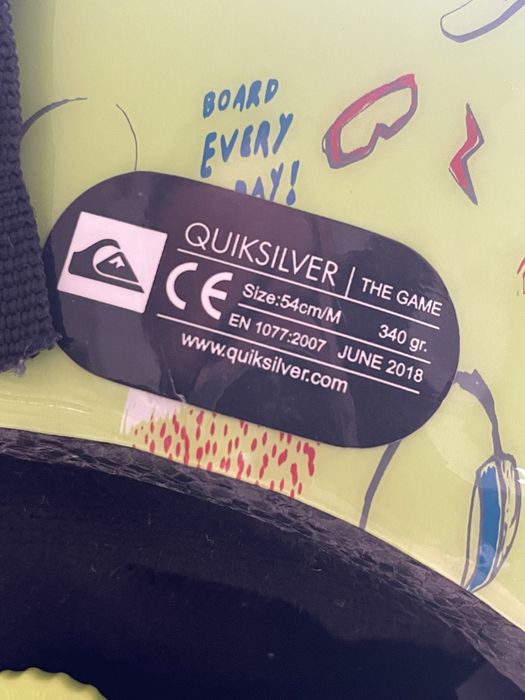 BOARD
EVERY
DAY!
QUIKSILVER | THE GAME
CE Size:54cm/M 340 gr.
EN 1077:2007 JUNE 2018
www.quiksilver.com